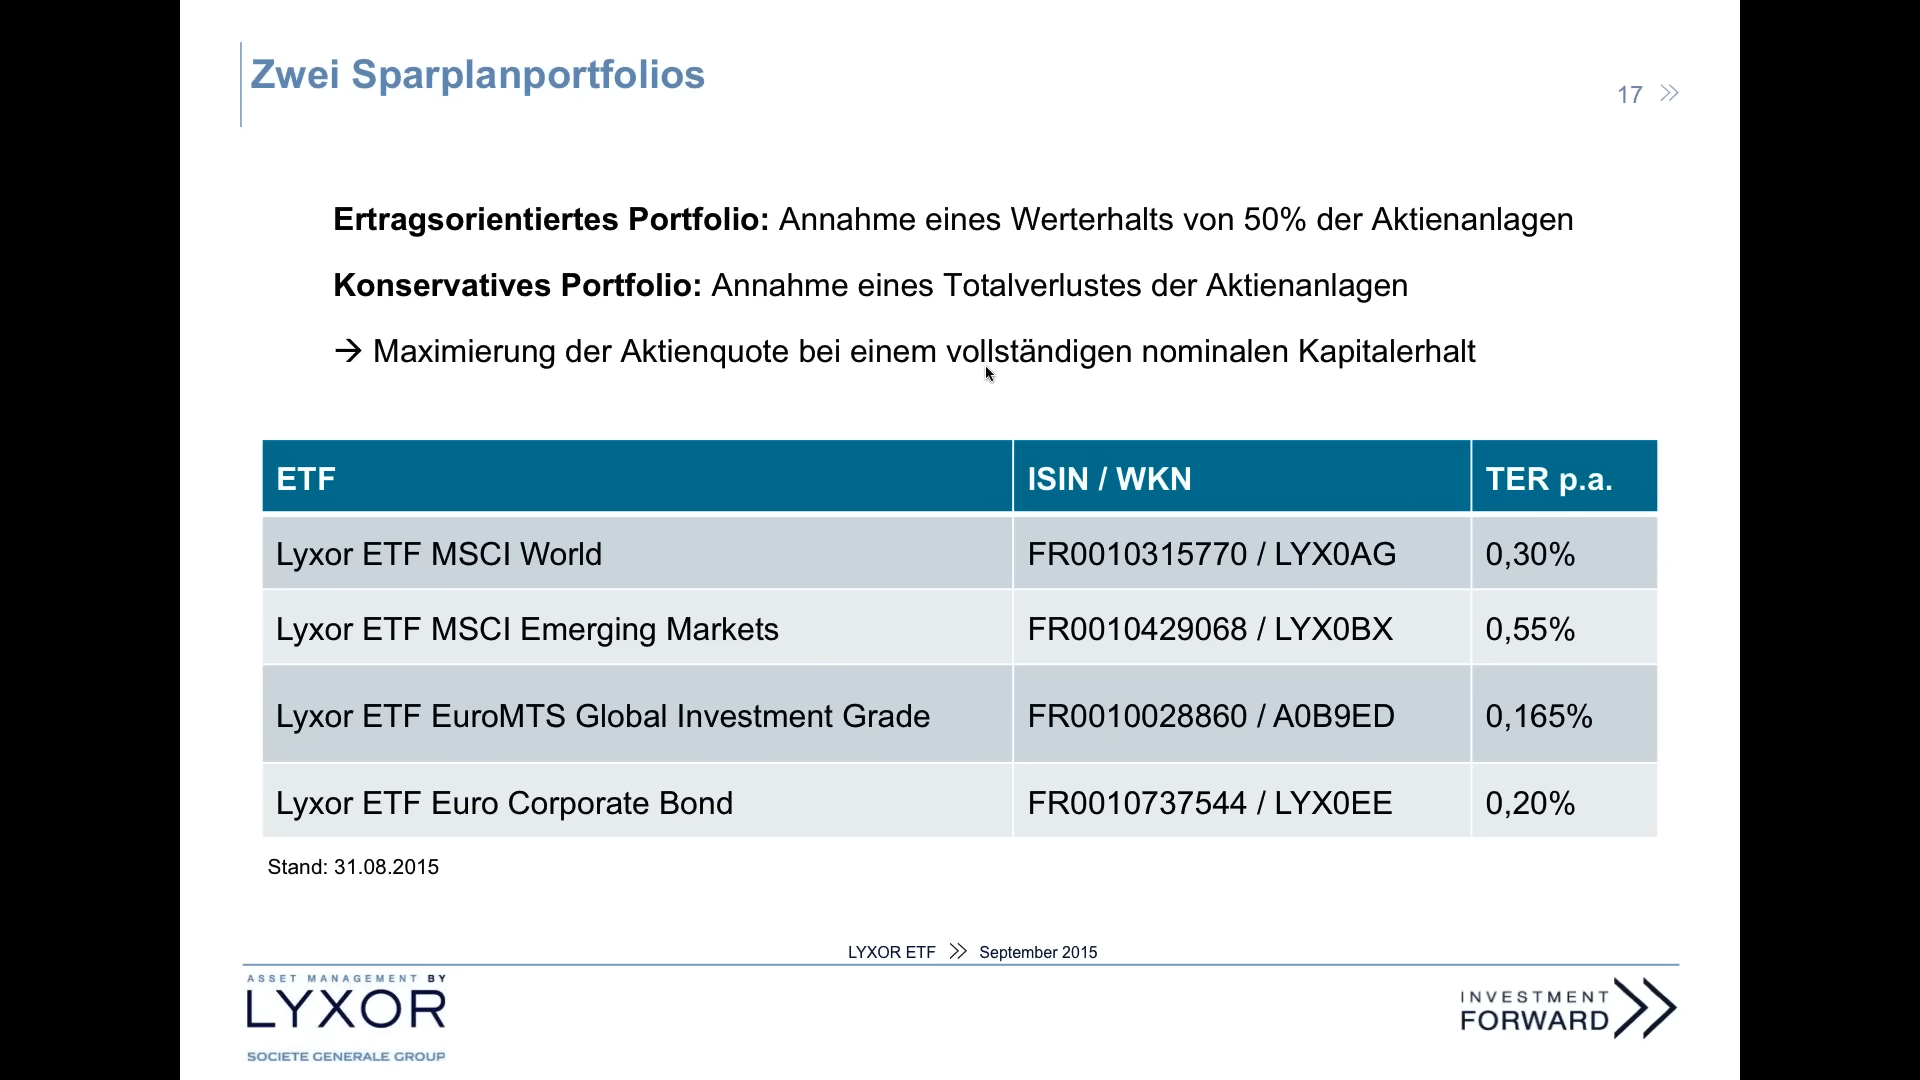 Zwei Sparplanportfolios
17
Ertragsorientiertes Portfolio: Annahme eines Werterhalts von 50% der Aktienanlagen
Konservatives Portfolio: Annahme eines Totalverlustes der Aktienanlagen
→ Maximierung der Aktienquote bei einem vollständigen nominalen Kapitalerhalt
ETF ISIN / WKN TER p.a.
Lyxor ETF MSCI World FR0010315770 / LYX0AG 0,30%
Lyxor ETF MSCI Emerging Markets FR0010429068 / LYX0BX 0,55%
Lyxor ETF EuroMTS Global Investment Grade FR0010028860 / A0B9ED 0,165%
Lyxor ETF Euro Corporate Bond FR0010737544 / LYX0EE 0,20%
Stand: 31.08.2015
LYXOR ETF September 2015
ASSET MANAGEMENT BY
LYXOR
SOCIETE GENERALE GROUP
INVESTMENT
FORWARD